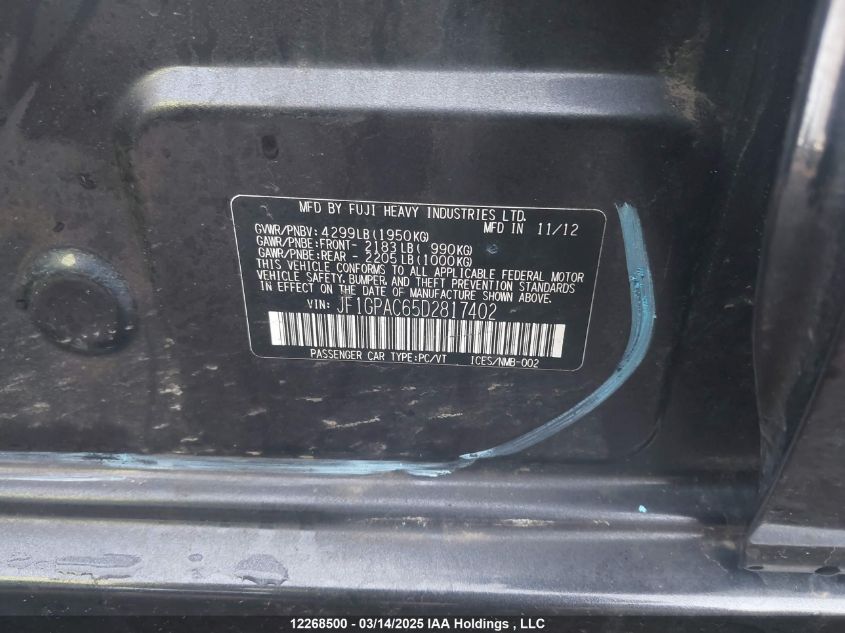 MFD BY FUJI HEAVY INDUSTRIES LTD.
GVWR/PNBV: 4299LB(1950KG) MFD IN 11/12
GAWR/PNBE:FRONT- 2183LB( 990KG)
GAWR/PNBE:REAR - 2205LB(1000KG)
THIS VEHICLE CONFORMS TO ALL APPLICABLE FEDERAL MOTOR
VEHICLE SAFETY, BUMPER, AND THEFT PREVENTION STANDARDS
IN EFFECT ON THE DATE OF MANUFACTURE SHOWN ABOVE.
VIN: JF1GPAC65D2817402
PASSENGER CAR TYPE:PC/VT ICES/NMB-002
12268500 - 03/14/2025 IAA Holdings , LLC